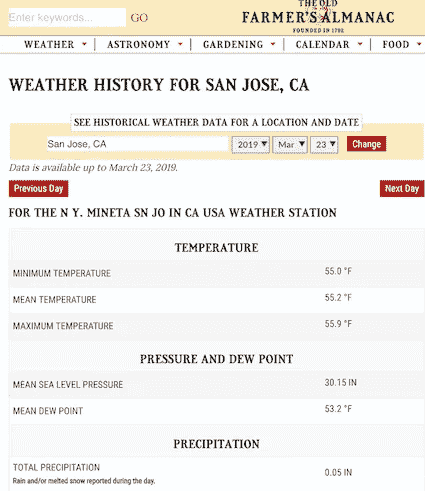 THE OLD
Enter keywords... GO FARMER'S ALMANAC
FOUNDED IN 1792
WEATHER ASTRONOMY GARDENING CALENDAR FOOD
WEATHER HISTORY FOR SAN JOSE, CA
SEE HISTORICAL WEATHER DATA FOR A LOCATION AND DATE
San Jose, CA 2019 Mar 23 Change
Data is available up to March 23, 2019.
Previous Day Next Day
FOR THE N Y. MINETA SN JO IN CA USA WEATHER STATION
TEMPERATURE
MINIMUM TEMPERATURE 55.0 °F
MEAN TEMPERATURE 55.2 °F
MAXIMUM TEMPERATURE 55.9 °F
PRESSURE AND DEW POINT
MEAN SEA LEVEL PRESSURE 30.15 IN
MEAN DEW POINT 53.2 °F
PRECIPITATION
TOTAL PRECIPITATION 0.05 IN
Rain and/or melted snow reported during the day.